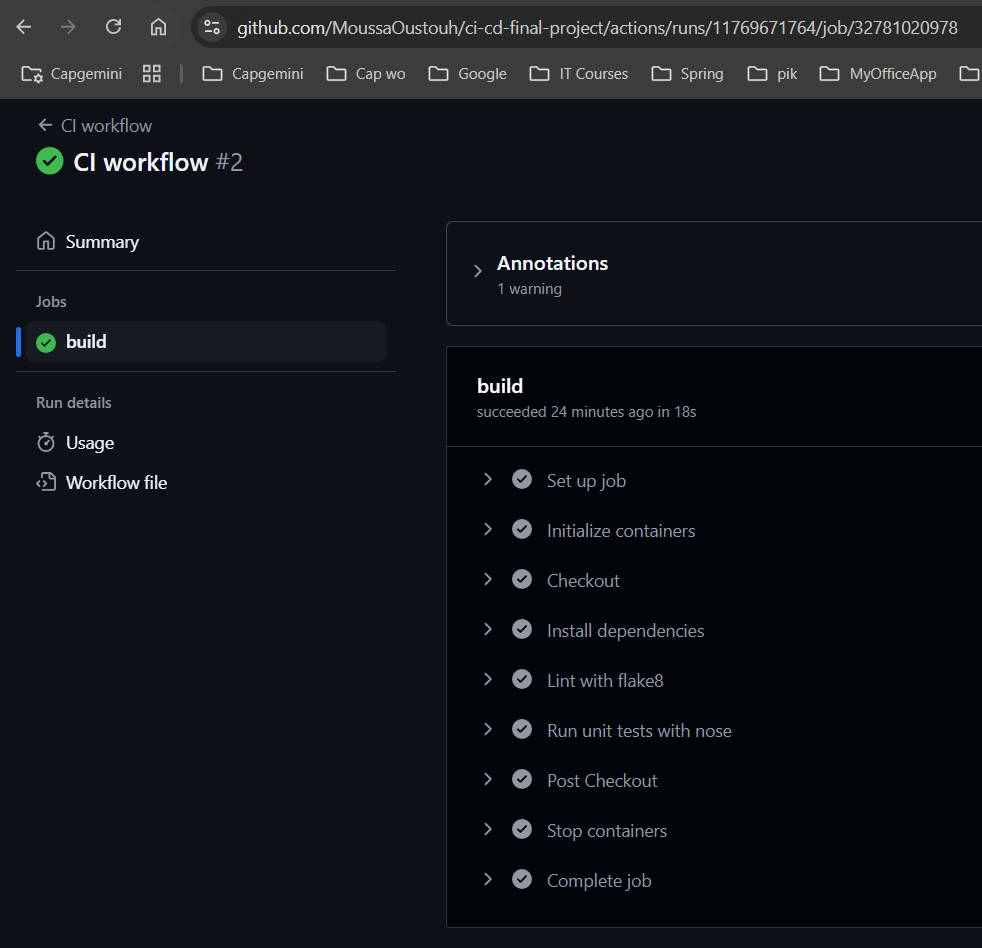 github.com/MoussaOustouh/ci-cd-final-project/actions/runs/11769671764/job/32781020978
Capgemini Capgemini Cap wo Google IT Courses Spring pik MyOfficeApp
CI workflow
CI workflow #2
Summary
Jobs
build
Run details
Usage
Workflow file
Annotations
1 warning
build
succeeded 24 minutes ago in 18s
Set up job
Initialize containers
Checkout
Install dependencies
Lint with flake8
Run unit tests with nose
Post Checkout
Stop containers
Complete job